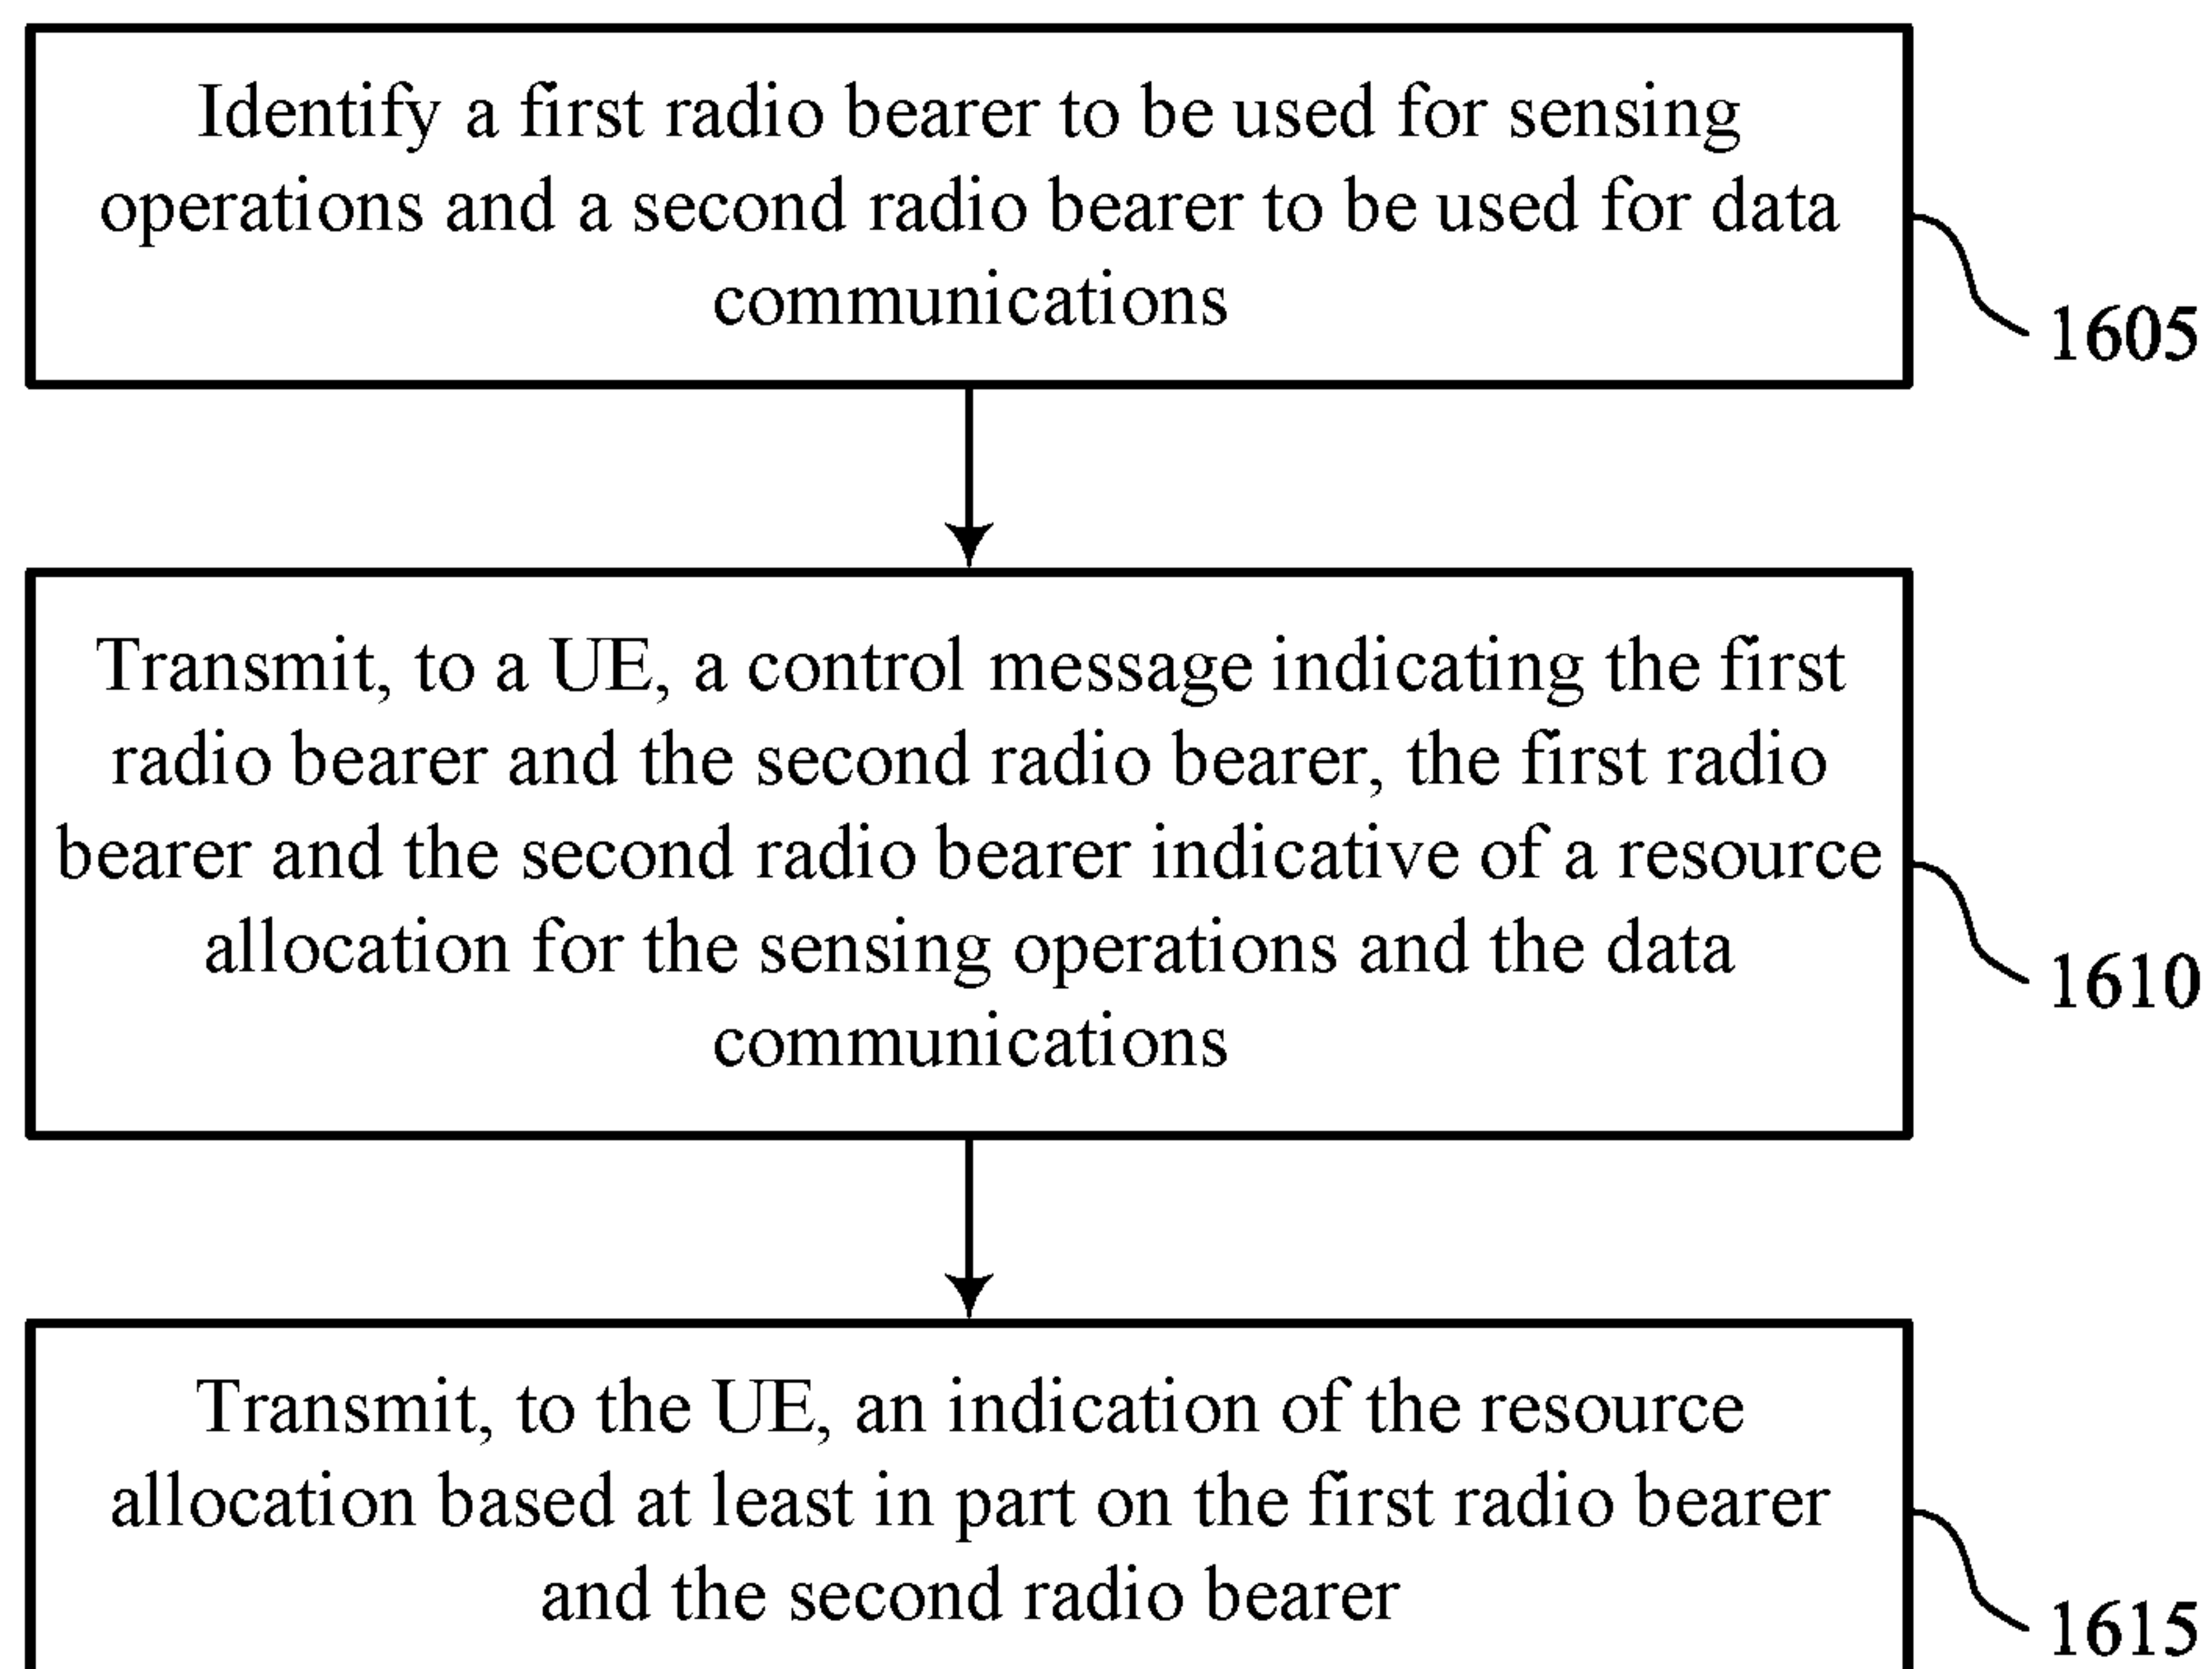 Identify a first radio bearer to be used for sensing
operations and a second radio bearer to be used for data
communications
1605
Transmit, to a UE, a control message indicating the first
radio bearer and the second radio bearer, the first radio
bearer and the second radio bearer indicative of a resource
allocation for the sensing operations and the data
communications
1610
Transmit, to the UE, an indication of the resource
allocation based at least in part on the first radio bearer
and the second radio bearer
1615